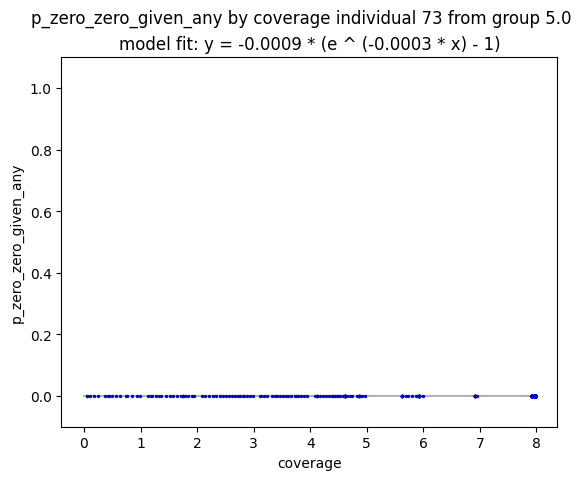 p_zero_zero_given_any by coverage individual 73 from group 5.0
model fit: y = -0.0009 * (e ^ (-0.0003 * x) - 1)
1.0
0.8
0.6
0.4
0.2
0.0
p_zero_zero_given_any
0 1 2 3 4 5 6 7 8
coverage